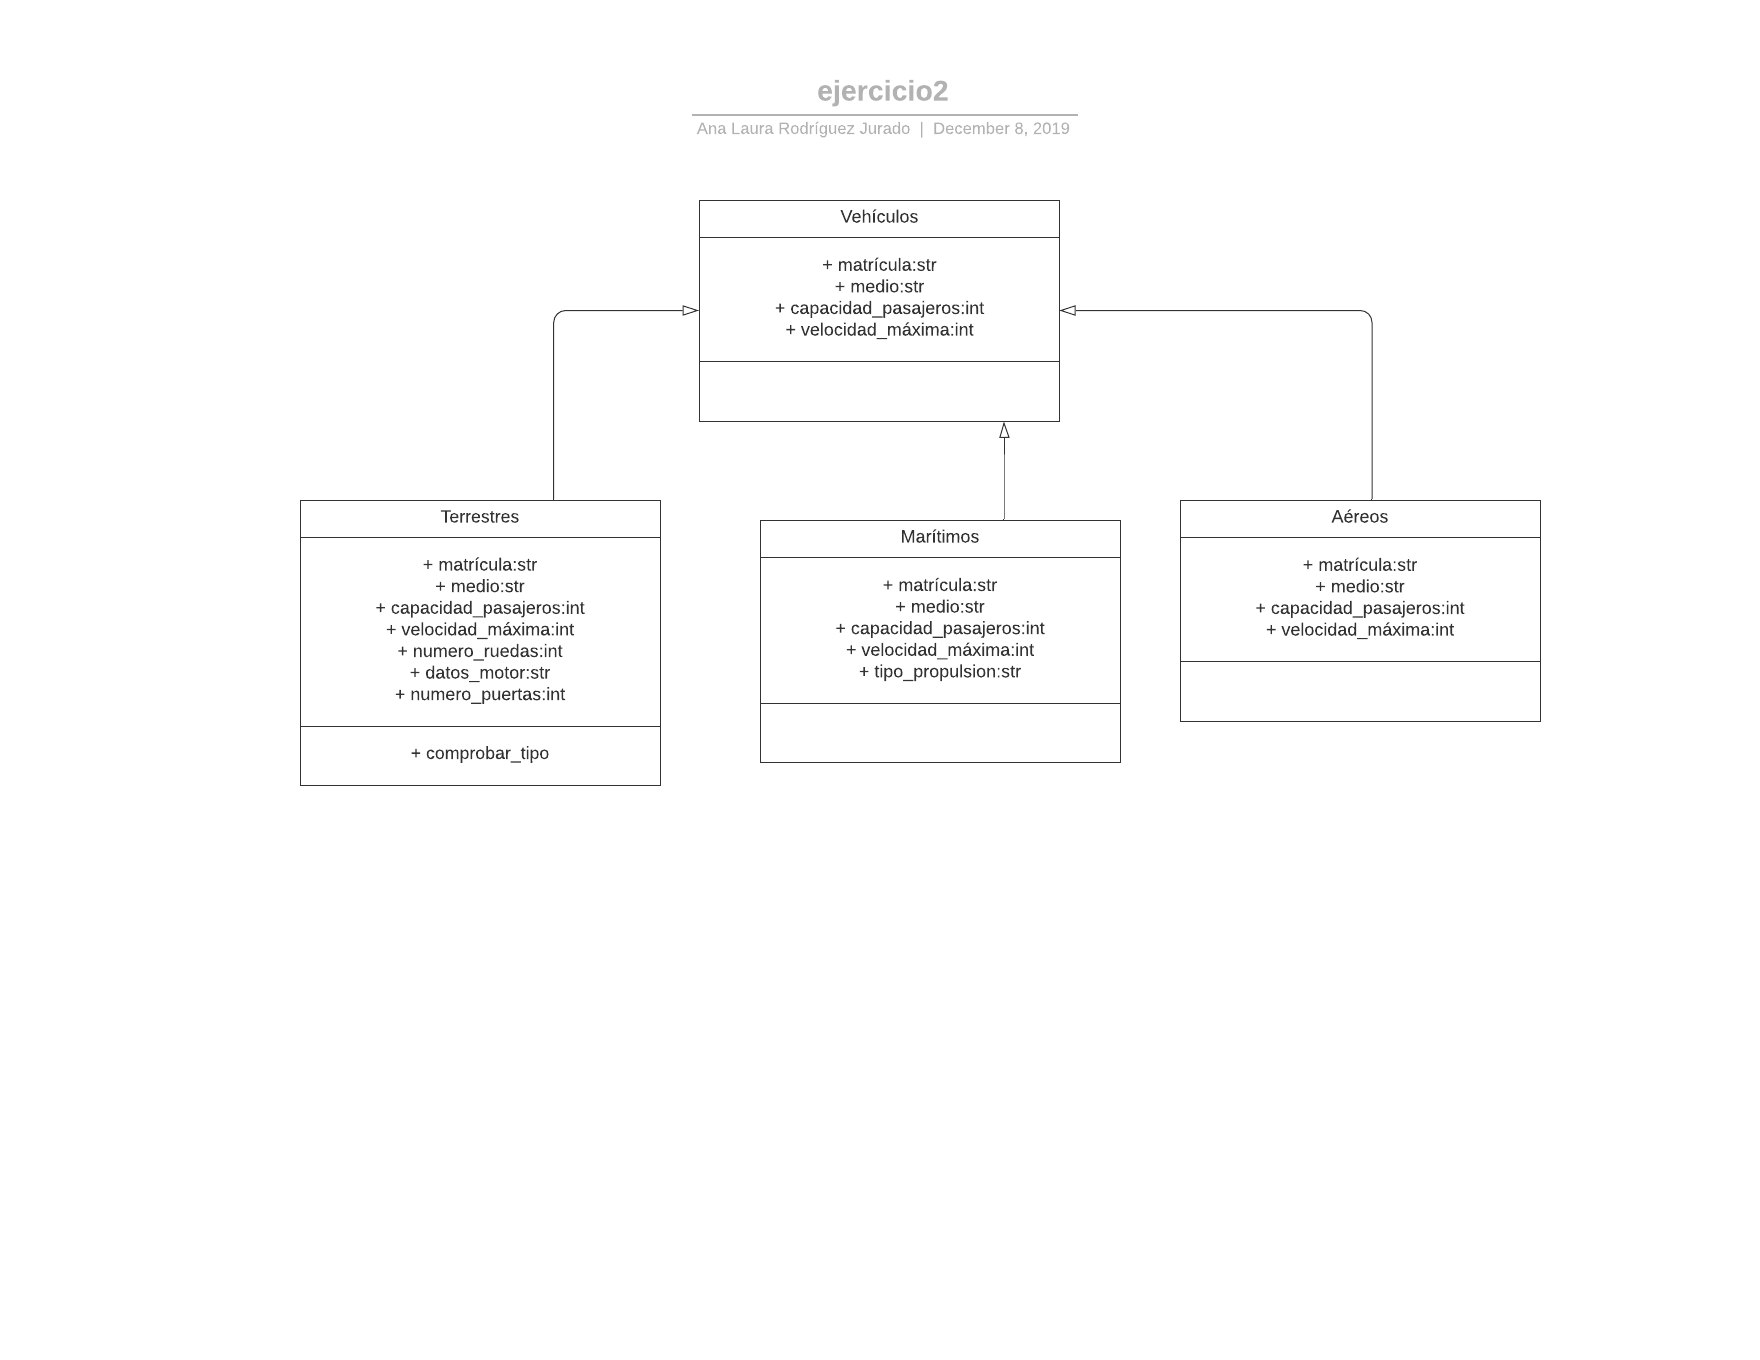 ejercicio2
Ana Laura Rodríguez Jurado | December 8, 2019
Vehículos
+ matrícula:str
+ medio:str
+ capacidad_pasajeros:int
+ velocidad_máxima:int
Terrestres
+ matrícula:str
+ medio:str
+ capacidad_pasajeros:int
+ velocidad_máxima:int
+ numero_ruedas:int
+ datos_motor:str
+ numero_puertas:int
+ comprobar_tipo
Marítimos
+ matrícula:str
+ medio:str
+ capacidad_pasajeros:int
+ velocidad_máxima:int
+ tipo_propulsion:str
Aéreos
+ matrícula:str
+ medio:str
+ capacidad_pasajeros:int
+ velocidad_máxima:int